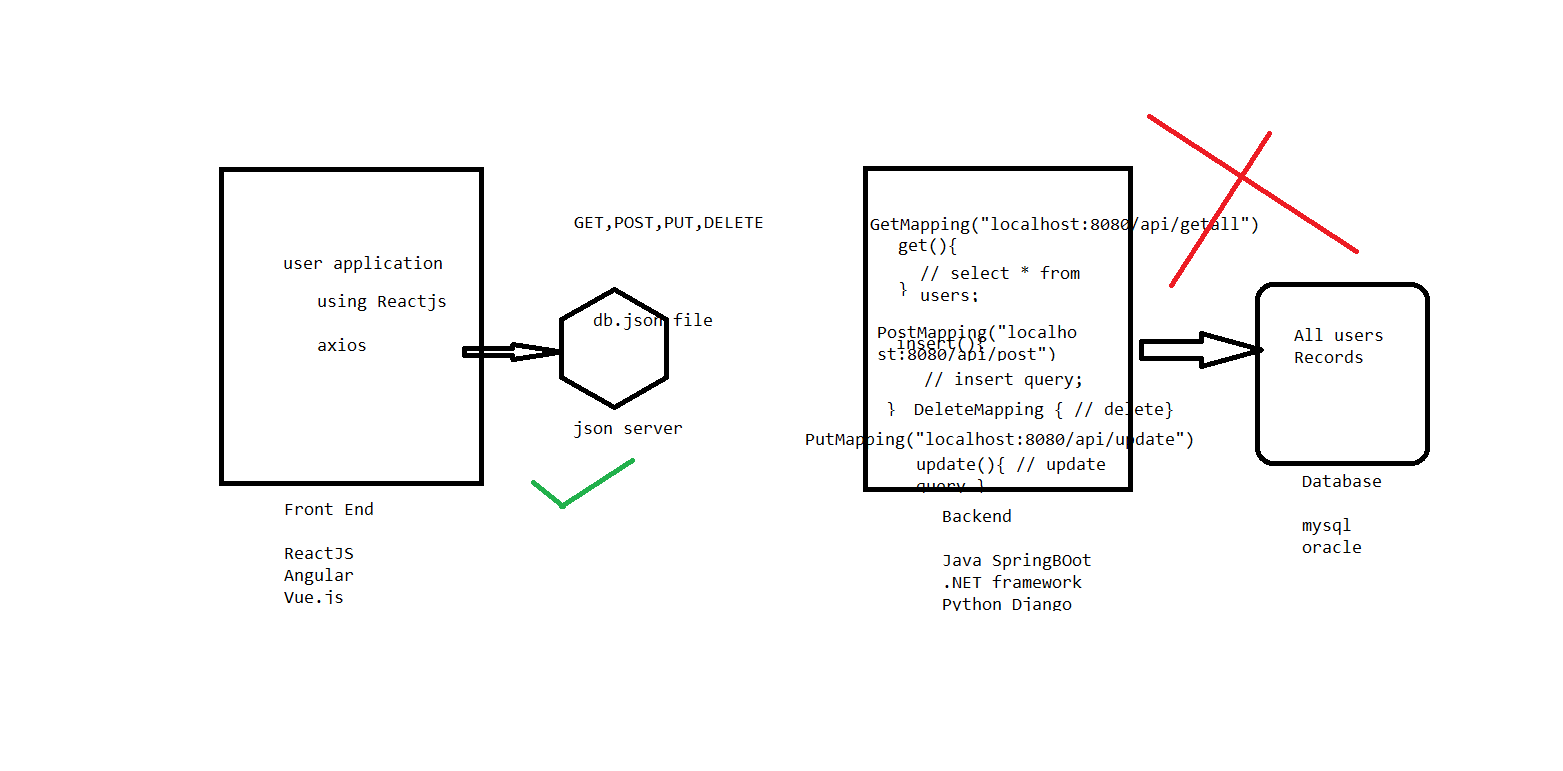 user application
using Reactjs
axios
Front End
ReactJS
Angular
Vue.js
GET,POST,PUT,DELETE
db.json file
json server
GetMapping("localhost:8080/api/getall")
get(){
// select * from
users;
}
PostMapping("localho
st:8080/api/post")
insert(){
// insert query;
} DeleteMapping { // delete}
PutMapping("localhost:8080/api/update")
update(){ // update
query }
Backend
Java SpringBOot
.NET framework
Python Django
All users
Records
Database
mysql
oracle